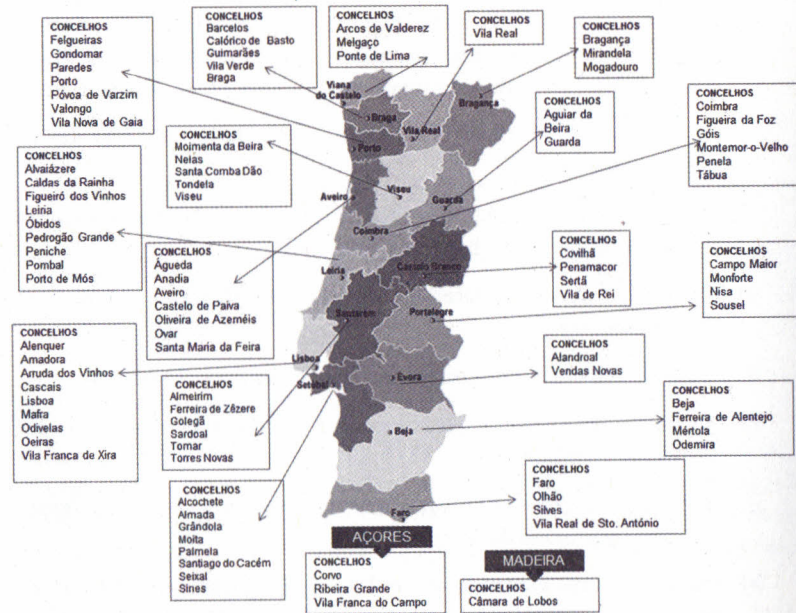 CONCELHOS
Felgueiras
Gondomar
Paredes
Porto
Póvoa de Varzim
Valongo
Vila Nova de Gaia
CONCELHOS
Barcelos
Calórico de Basto
Guimarães
Vila Verde
Braga
CONCELHOS
Arcos de Valderez
Melgaço
Ponte de Lima
CONCELHOS
Vila Real
CONCELHOS
Bragança
Mirandela
Mogadouro
CONCELHOS
Moimenta da Beira
Nelas
Santa Comba Dão
Tondela
Viseu
CONCELHOS
Aguiar da
Beira
Guarda
CONCELHOS
Coimbra
Figueira da Foz
Góis
Montemor-o-Velho
Penela
Tábua
CONCELHOS
Alvaiázere
Caldas da Rainha
Figueiró dos Vinhos
Leiria
Óbidos
Pedrogão Grande
Peniche
Pombal
Porto de Mós
CONCELHOS
Águeda
Anadia
Aveiro
Castelo de Paiva
Oliveira de Azeméis
Ovar
Santa Maria da Feira
CONCELHOS
Covilhã
Penamacor
Sertã
Vila de Rei
CONCELHOS
Campo Maior
Monforte
Nisa
Sousel
CONCELHOS
Alenquer
Amadora
Arruda dos Vinhos
Cascais
Lisboa
Mafra
Odivelas
Oeiras
Vila Franca de Xira
CONCELHOS
Almeirim
Ferreira de Zêzere
Golegã
Sardoal
Tomar
Torres Novas
CONCELHOS
Alandroal
Vendas Novas
CONCELHOS
Beja
Ferreira de Alentejo
Mértola
Odemira
CONCELHOS
Alcochete
Almada
Grândola
Moita
Palmela
Santiago do Cacém
Seixal
Sines
CONCELHOS
Faro
Olhão
Silves
Vila Real de Sto. António
Viana
do Castelo
Braga
Bragança
Vila Real
Porto
Viseu
Aveiro
Guarda
Coimbra
Castelo Branco
Leiria
Santarém
Portalegre
Lisboa
Setúbal
Évora
Beja
Faro
AÇORES
CONCELHOS
Corvo
Ribeira Grande
Vila Franca do Campo
MADEIRA
CONCELHOS
Câmara de Lobos